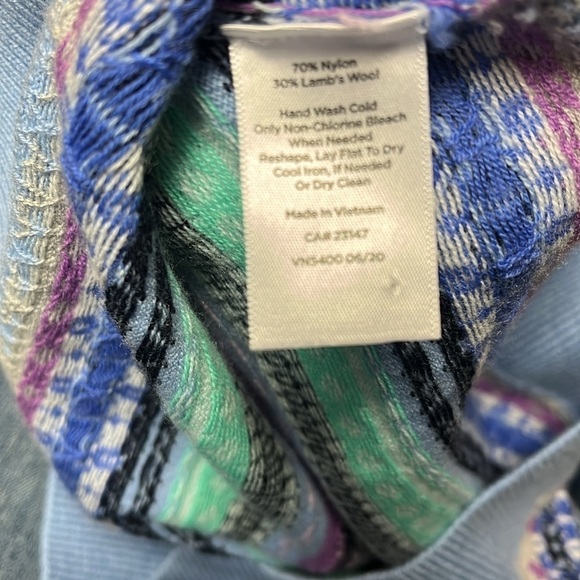 70% Nylon
30% Lamb's Wool
Hand Wash Cold
Only Non-Chlorine Bleach
When Needed
Reshape, Lay Flat To Dry
Cool Iron, If Needed
Or Dry Clean
Made In Vietnam
CA# 23147
VN5400 06/20